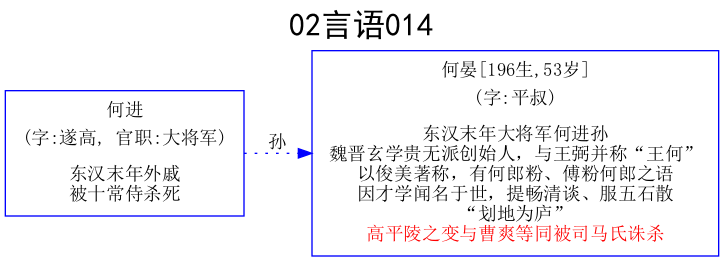 02言语014
何进
(字:遂高, 官职:大将军)
东汉末年外戚
被十常侍杀死
孙
何晏[196生,53岁]
(字:平叔)
东汉末年大将军何进孙
魏晋玄学贵无派创始人，与王弼并称“王何”
以俊美著称，有何郎粉、傅粉何郎之语
因才学闻名于世，提畅清谈、服五石散
“划地为庐”
高平陵之变与曹爽等同被司马氏诛杀